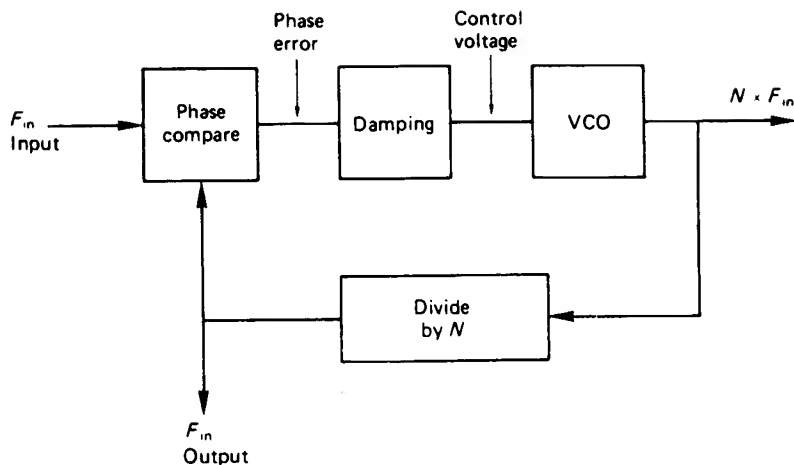 Phase
error
Control
voltage
F_in
Input
Phase
compare
Damping
VCO
N × F_in
Divide
by N
F_in
Output